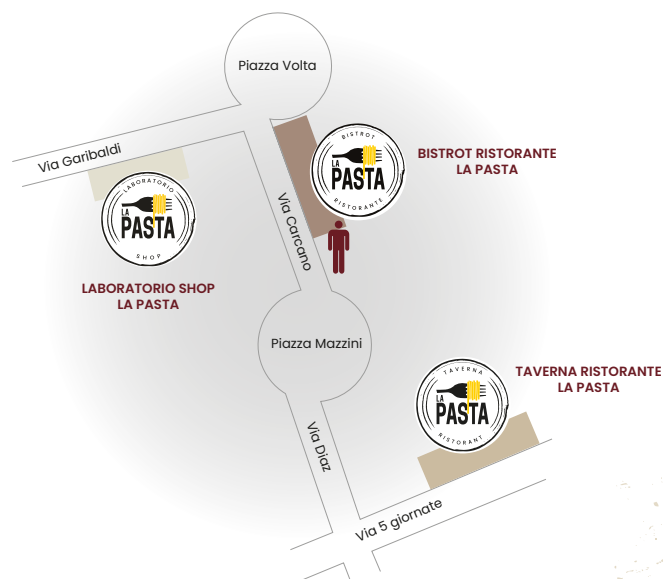 Piazza Volta
Via Garibaldi
BISTROT
LA
PASTA
RISTORANTE
BISTROT RISTORANTE
LA PASTA
LABORATORIO
LA
PASTA
SHOP
LABORATORIO SHOP
LA PASTA
Via Carcano
Piazza Mazzini
TAVERNA
LA
PASTA
RISTORANT
TAVERNA RISTORANTE
LA PASTA
Via Diaz
Via 5 giornate